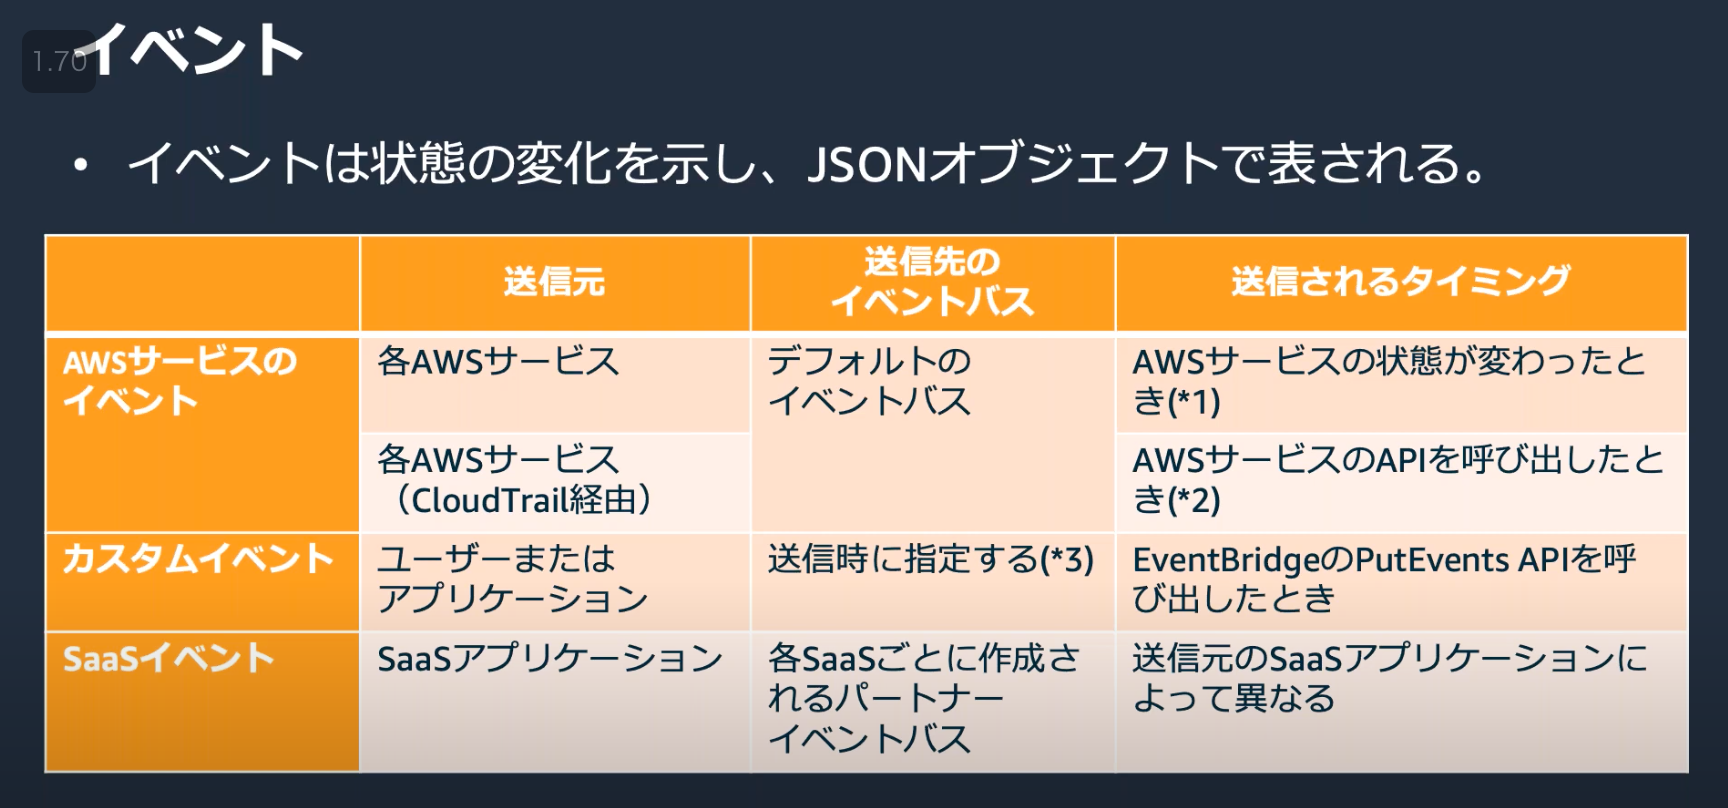 イベント
1.70
• イベントは状態の変化を示し、JSONオブジェクトで表される。
送信元
送信先の
イベントバス
送信されるタイミング
AWSサービスの
イベント
各AWSサービス
デフォルトの
イベントバス
AWSサービスの状態が変わったと
き(*1)
各AWSサービス
（CloudTrail経由）
AWSサービスのAPIを呼び出したと
き(*2)
カスタムイベント
ユーザーまたは
アプリケーション
送信時に指定する(*3)
EventBridgeのPutEvents APIを呼
び出したとき
SaaSイベント
SaaSアプリケーション
各SaaSごとに作成さ
れるパートナー
イベントバス
送信元のSaaSアプリケーションに
よって異なる